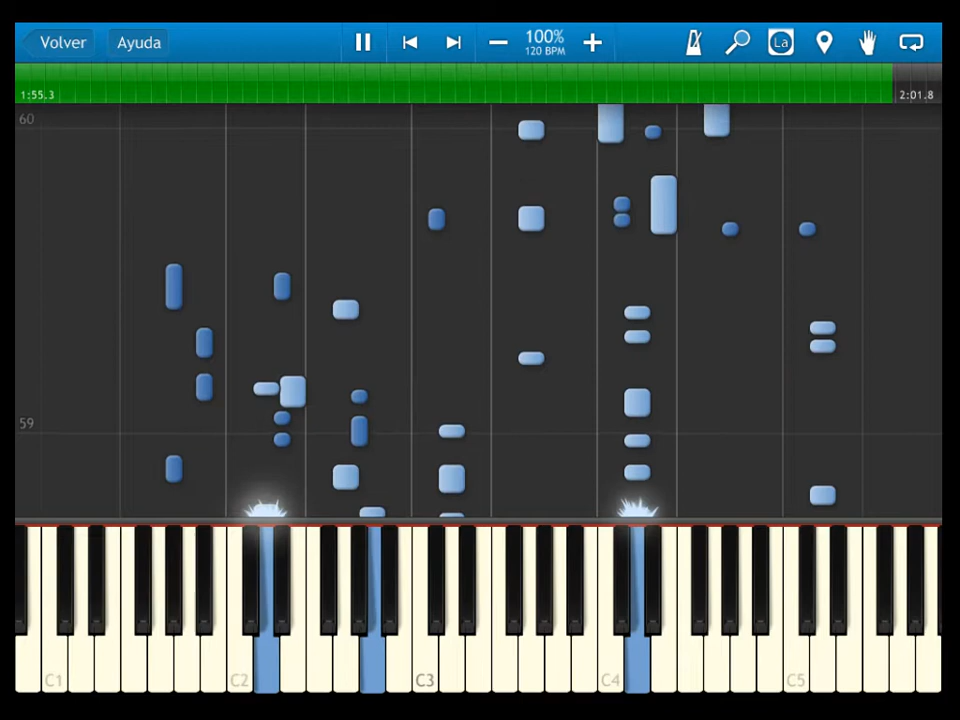 Volver
Ayuda
100%
120 BPM
La
1:55.3
2:01.8
60
59
C1
C2
C3
C4
C5